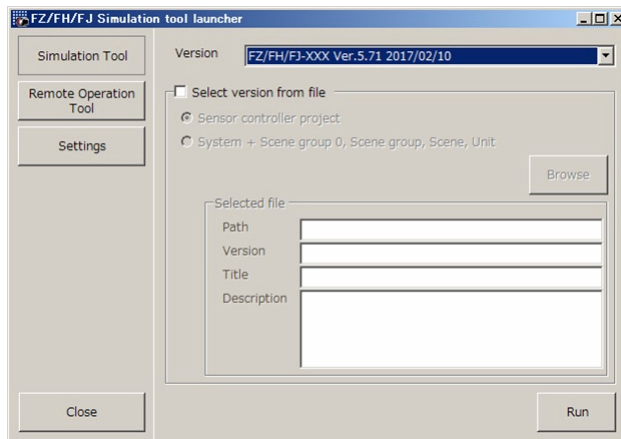 FZ/FH/FJ Simulation tool launcher
Simulation Tool
Remote Operation
Tool
Settings
Close
Version
FZ/FH/FJ-XXX Ver.5.71 2017/02/10
Select version from file
Sensor controller project
System + Scene group 0, Scene group, Scene, Unit
Browse
Selected file
Path
Version
Title
Description
Run